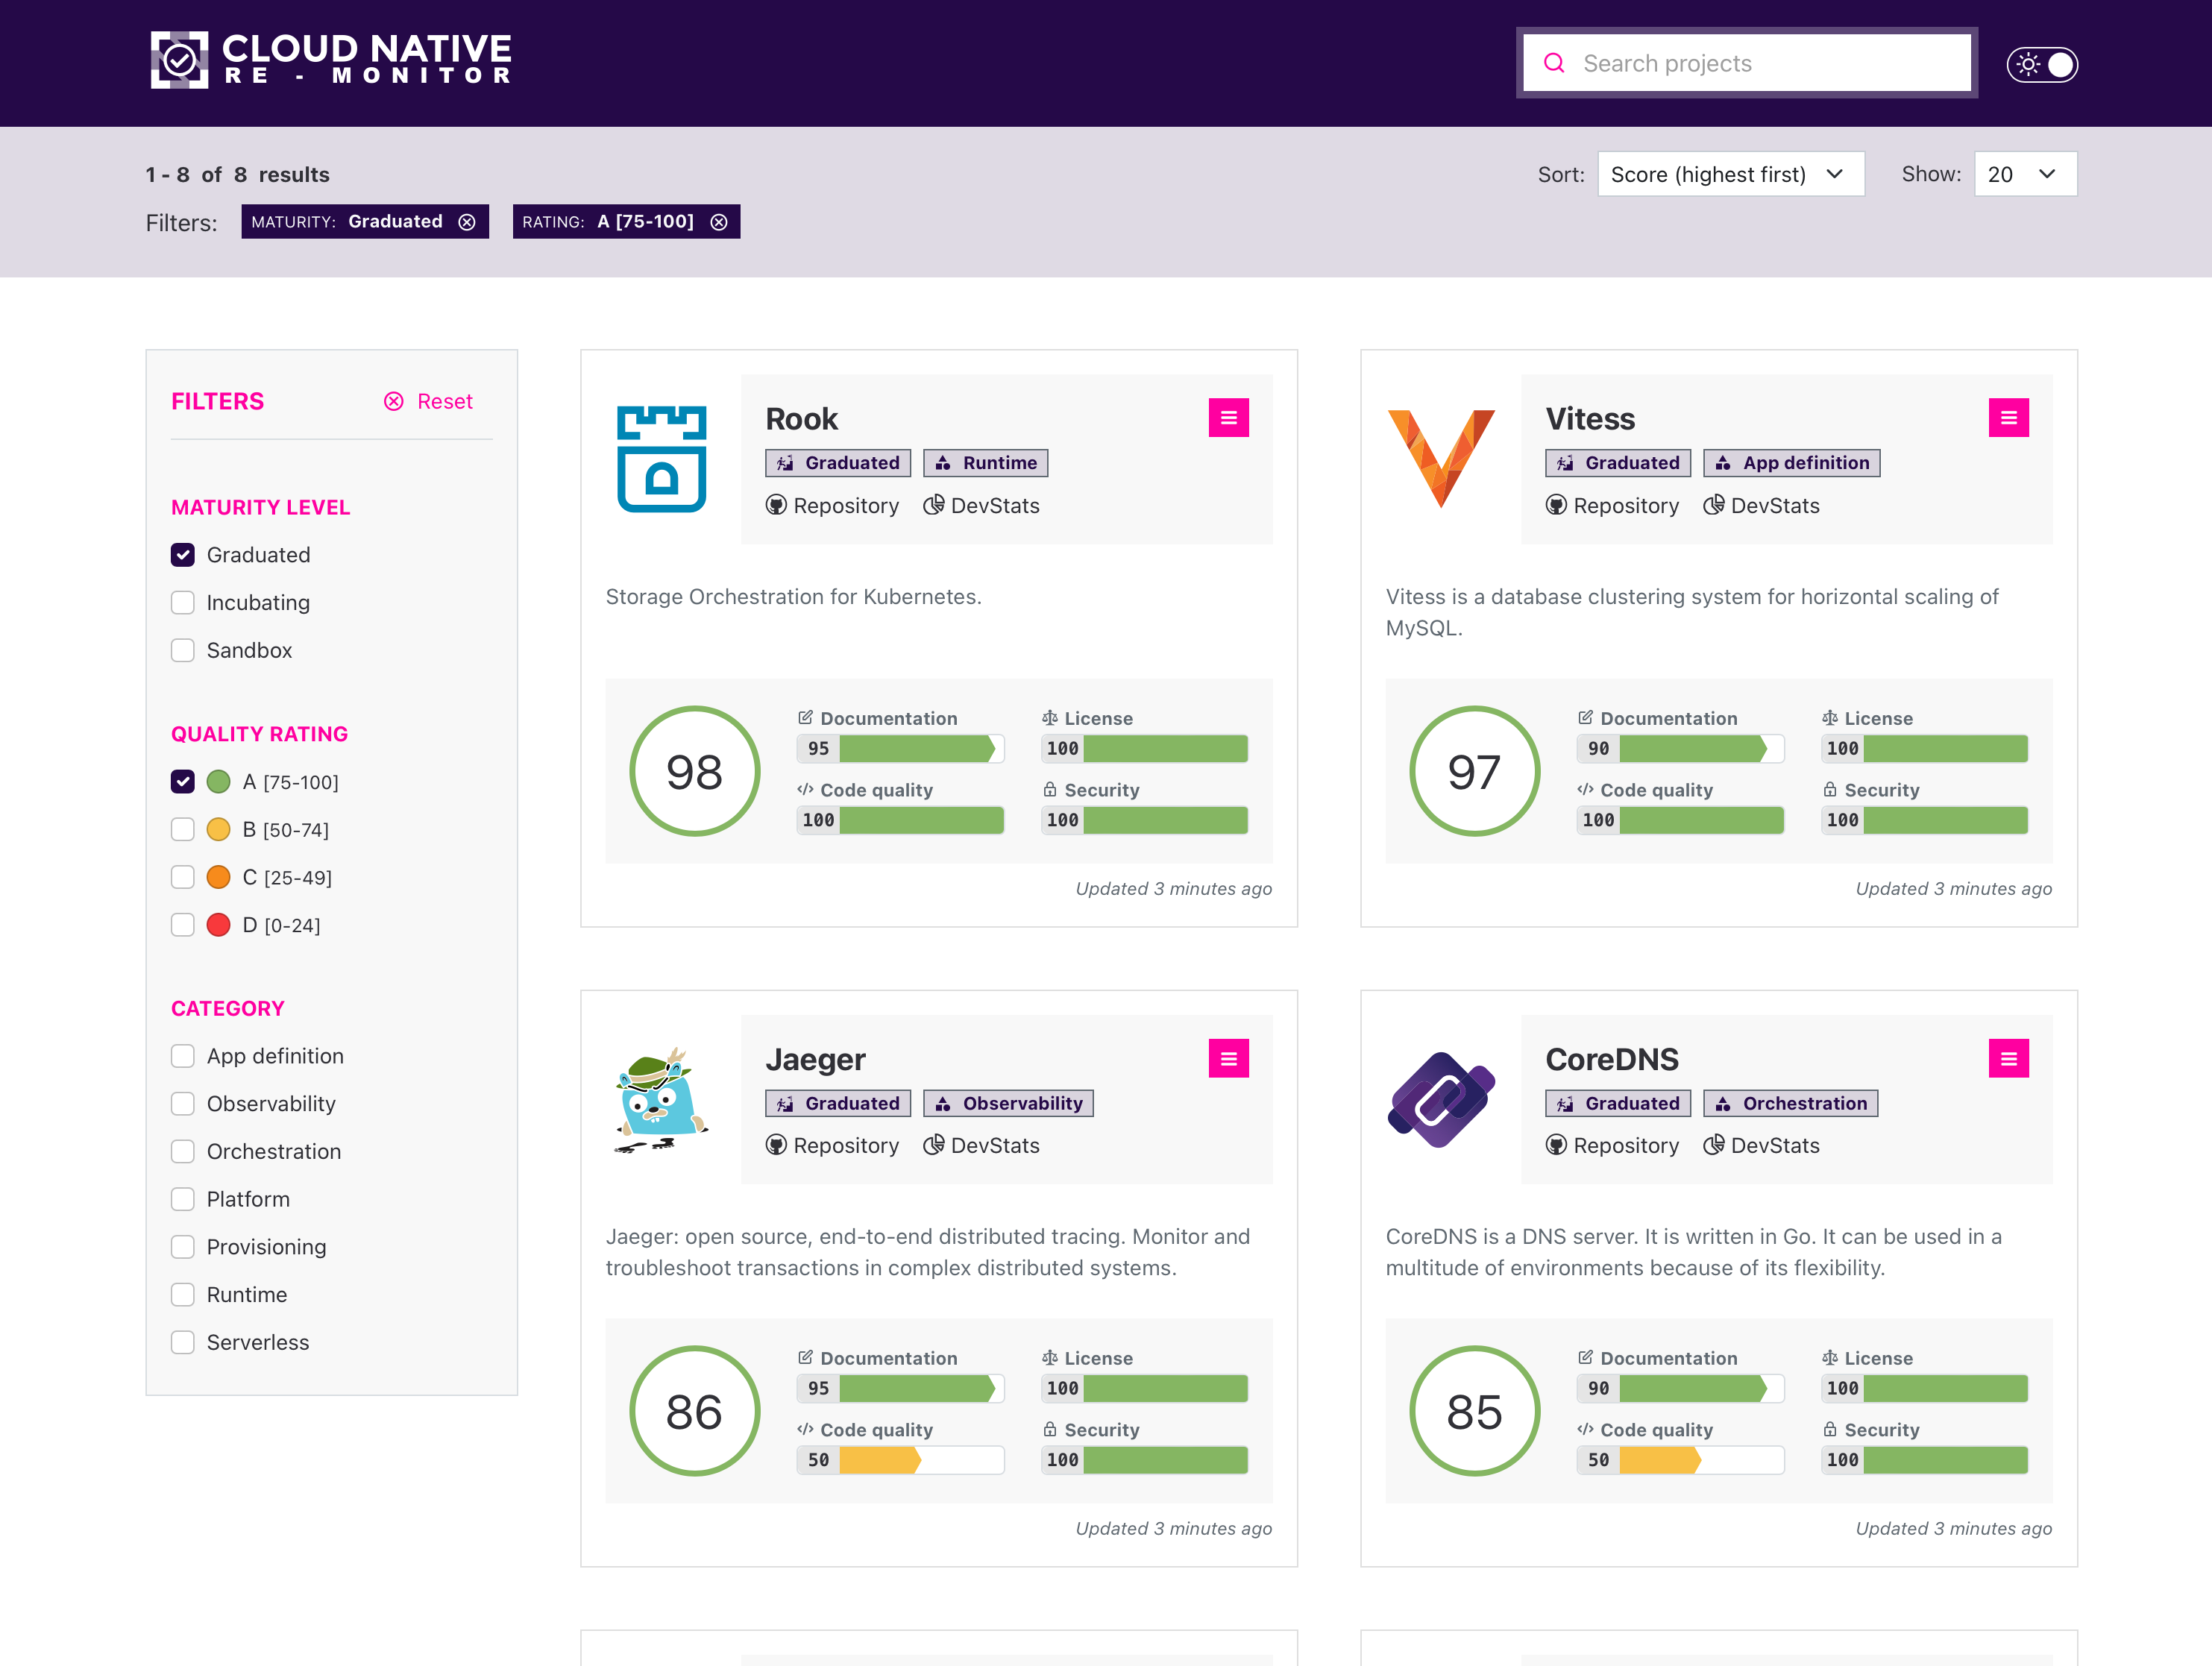 CLOUD NATIVE
RE - MONITOR
Search projects
1 - 8 of 8 results
Sort: Score (highest first)
Show: 20
Filters: MATURITY: Graduated RATING: A [75-100]
FILTERS
Reset
MATURITY LEVEL
Graduated
Incubating
Sandbox
QUALITY RATING
A [75-100]
B [50-74]
C [25-49]
D [0-24]
CATEGORY
App definition
Observability
Orchestration
Platform
Provisioning
Runtime
Serverless
Rook
Graduated Runtime
Repository DevStats
Storage Orchestration for Kubernetes.
98
Documentation
95
License
100
Code quality
100
Security
100
Updated 3 minutes ago
Vitess
Graduated App definition
Repository DevStats
Vitess is a database clustering system for horizontal scaling of
MySQL.
97
Documentation
90
License
100
Code quality
100
Security
100
Updated 3 minutes ago
Jaeger
Graduated Observability
Repository DevStats
Jaeger: open source, end-to-end distributed tracing. Monitor and
troubleshoot transactions in complex distributed systems.
86
Documentation
95
License
100
Code quality
50
Security
100
Updated 3 minutes ago
CoreDNS
Graduated Orchestration
Repository DevStats
CoreDNS is a DNS server. It is written in Go. It can be used in a
multitude of environments because of its flexibility.
85
Documentation
90
License
100
Code quality
50
Security
100
Updated 3 minutes ago